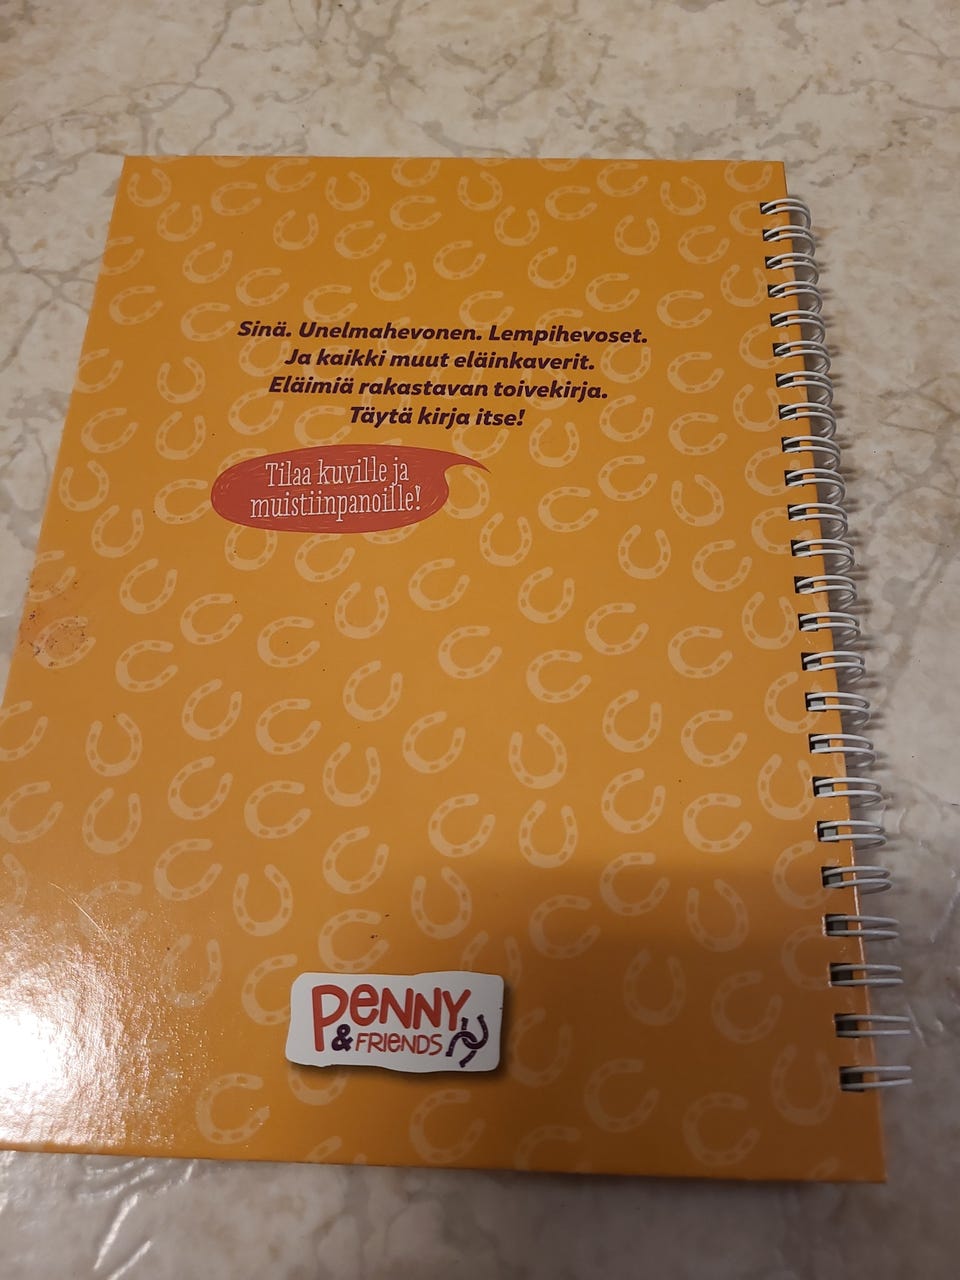 Sinä. Unelmahevonen. Lempihevoset.
Ja kaikki muut eläinkaverit.
Eläimiä rakastavan toivekirja.
Täytä kirja itse!
Tilaa kuville ja
muistiinpanoille!
PENNY
& FRIENDS